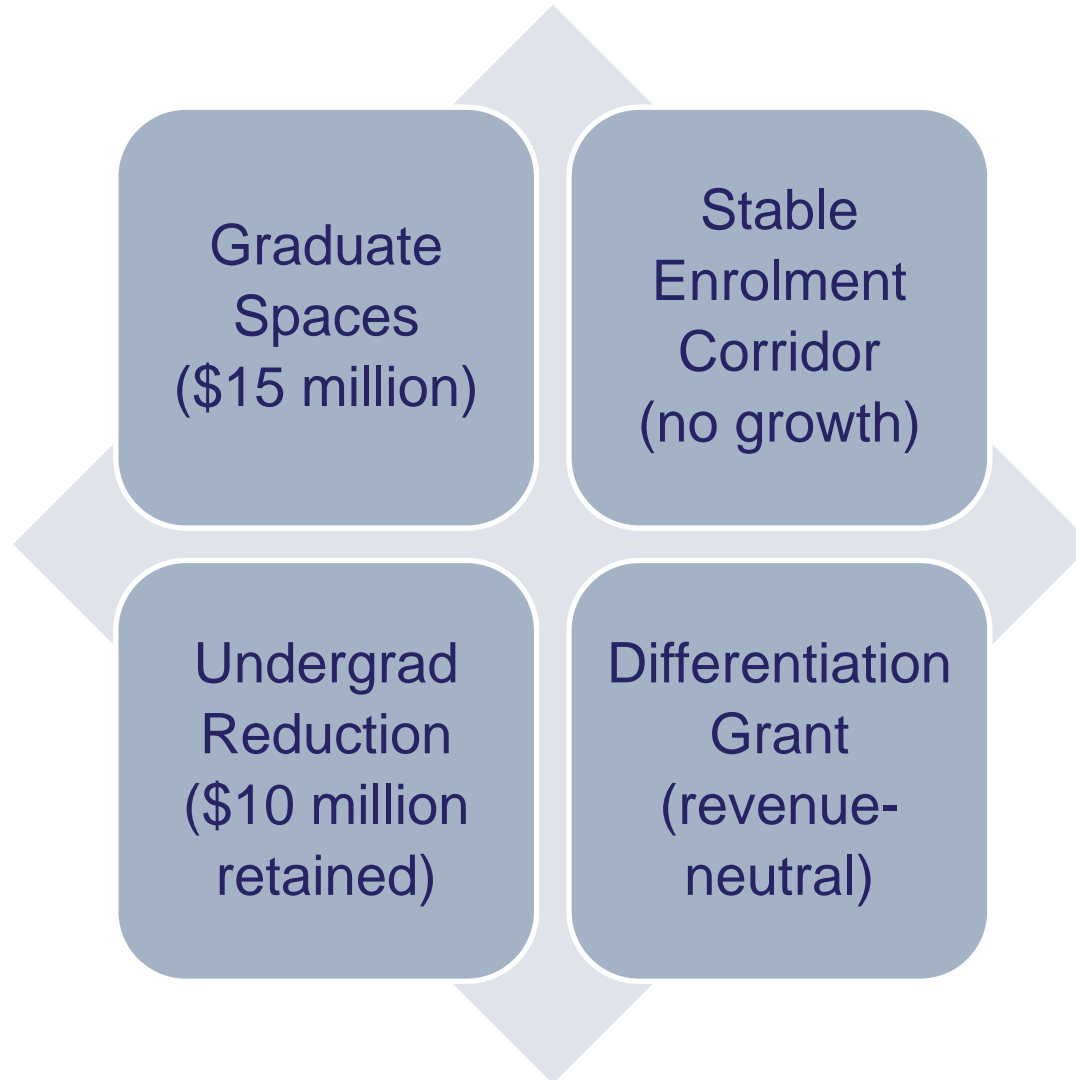 Graduate
Spaces
($15 million)
Stable
Enrolment
Corridor
(no growth)
Undergrad
Reduction
($10 million
retained)
Differentiation
Grant
(revenue-
neutral)